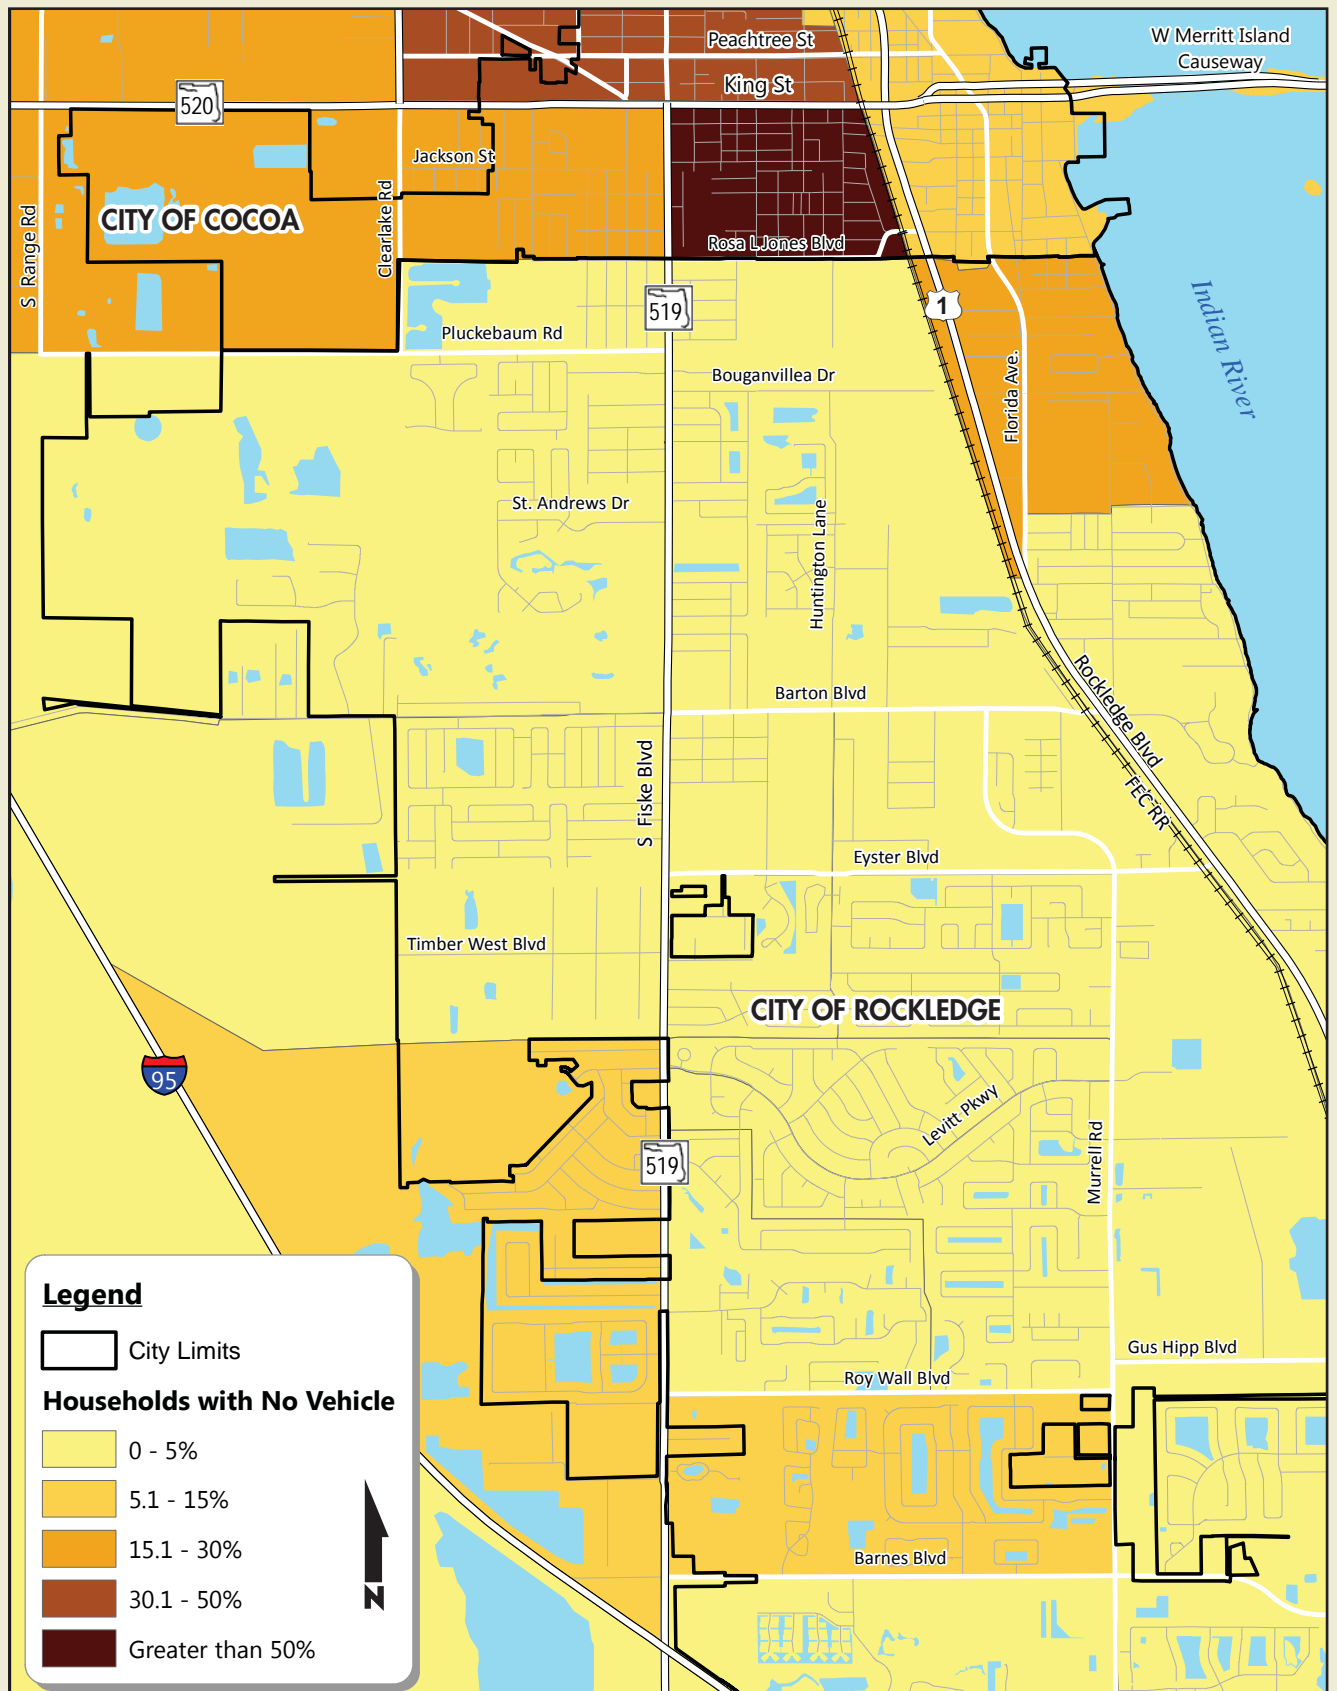 W Merritt Island
Causeway
Peachtree St
King St
520
Jackson St
CITY OF COCOA
S Range Rd
Clearlake Rd
Rosa L Jones Blvd
519
1
Indian River
Pluckebaum Rd
Bouganvillea Dr
Florida Ave.
St. Andrews Dr
Huntington Lane
Barton Blvd
Rockledge Blvd
S Fiske Blvd
FEC RR
Eyster Blvd
Timber West Blvd
CITY OF ROCKLEDGE
95
Levitt Pkwy
Murrell Rd
519
Gus Hipp Blvd
Roy Wall Blvd
Barnes Blvd
Legend
City Limits
Households with No Vehicle
0 - 5%
5.1 - 15%
15.1 - 30%
30.1 - 50%
Greater than 50%
N